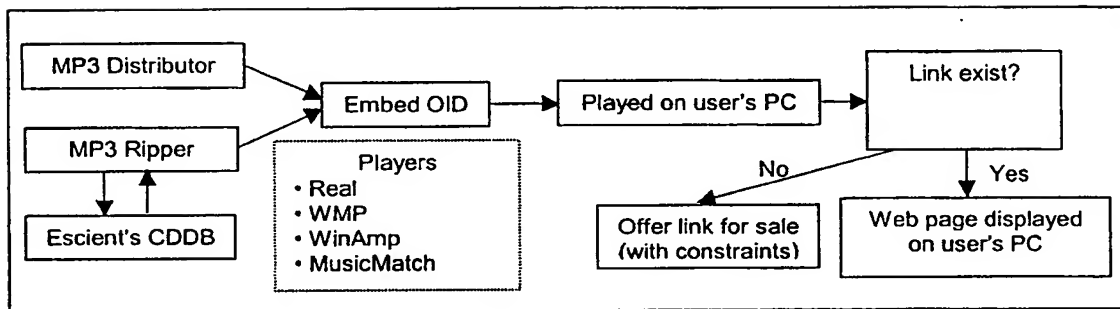 MP3 Distributor
MP3 Ripper
Escient's CDDB
Embed OID
Players
• Real
• WMP
• WinAmp
• MusicMatch
Played on user's PC
Link exist?
No
Yes
Offer link for sale
(with constraints)
Web page displayed
on user's PC